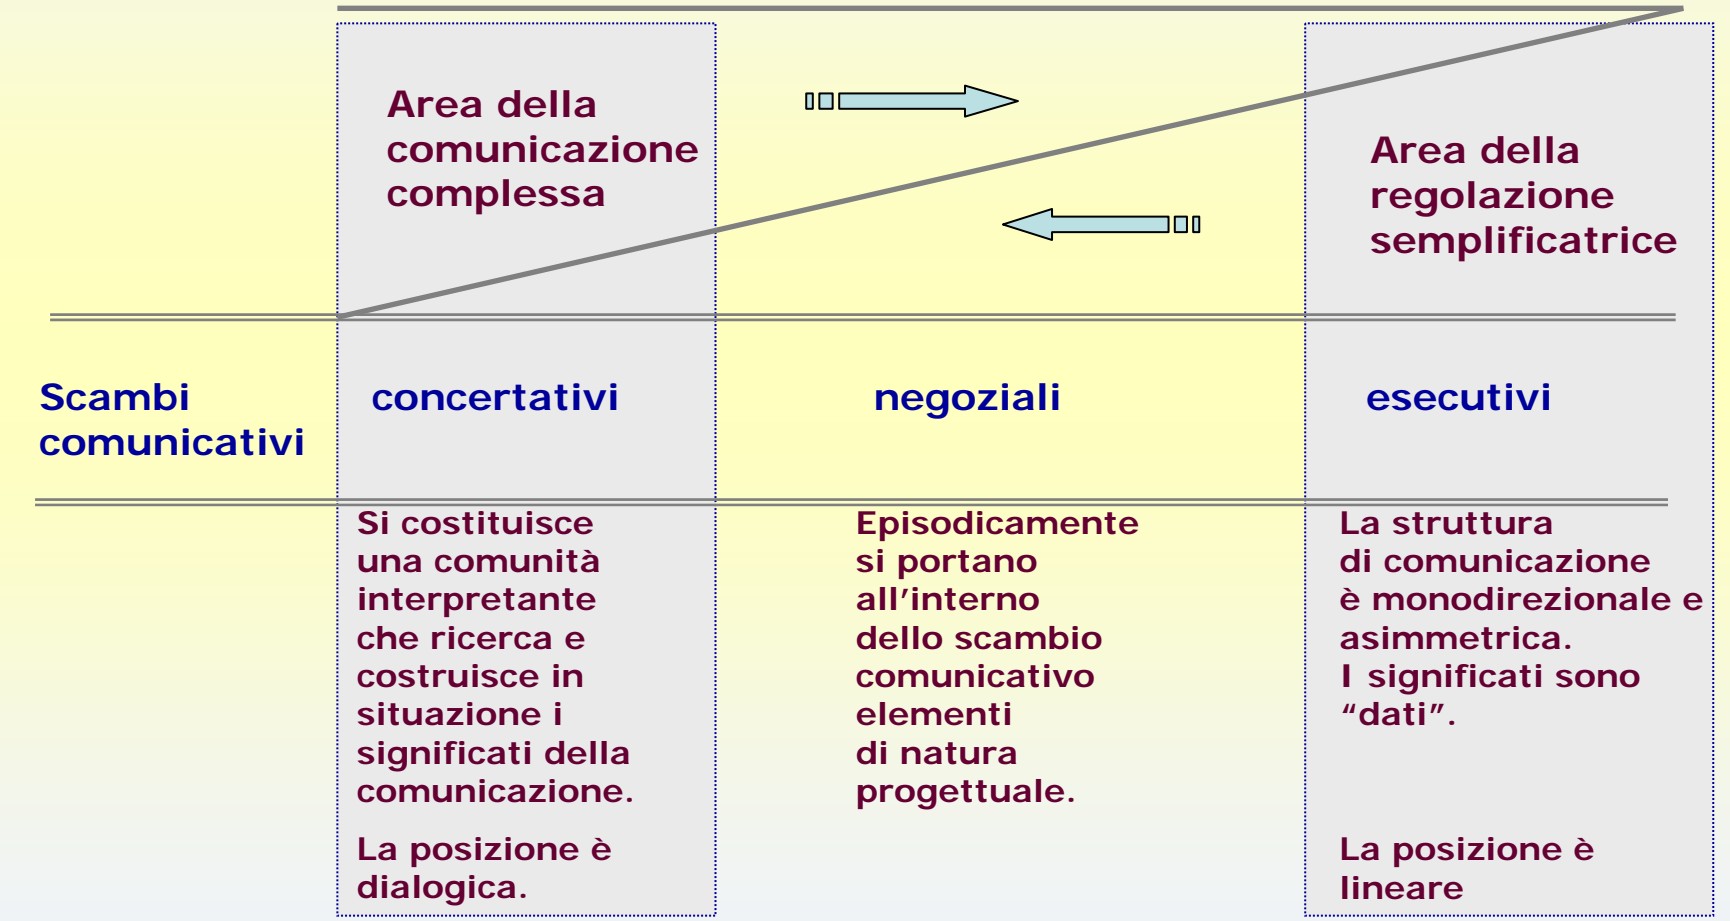 Area della
comunicazione
complessa
Area della
regolazione
semplificatrice
Scambi
comunicativi
concertativi
negoziali
esecutivi
Si costituisce
una comunità
interpretante
che ricerca e
costruisce in
situazione i
significati della
comunicazione.
La posizione è
dialogica.
Episodicamente
si portano
all’interno
dello scambio
comunicativo
elementi
di natura
progettuale.
La struttura
di comunicazione
è monodirezionale e
asimmetrica.
I significati sono
“dati”.
La posizione è
lineare